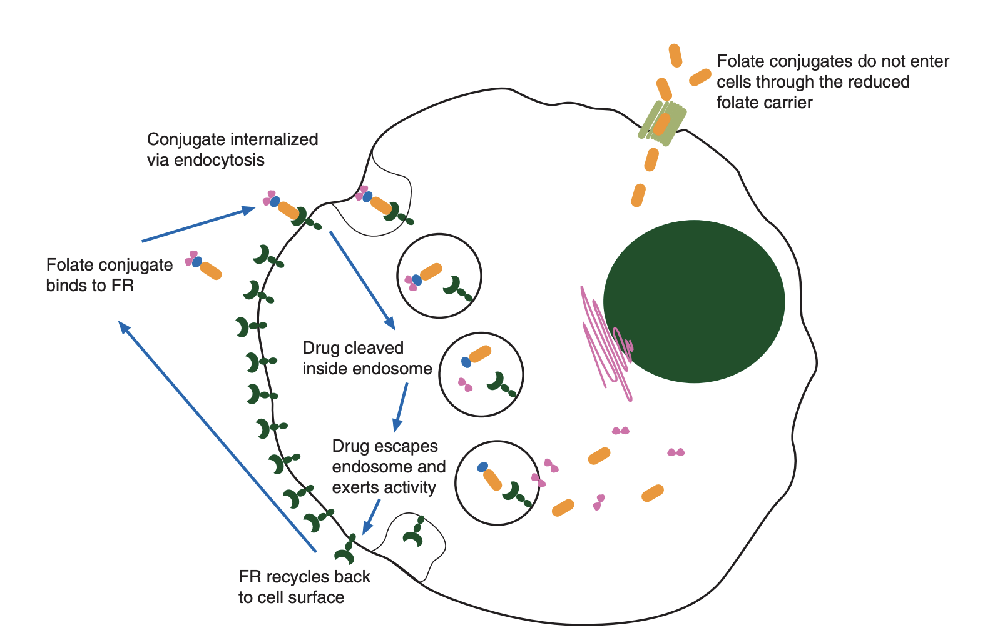 Folate conjugates do not enter
cells through the reduced
folate carrier
Conjugate internalized
via endocytosis
Folate conjugate
binds to FR
Drug cleaved
inside endosome
Drug escapes
endosome and
exerts activity
FR recycles back
to cell surface